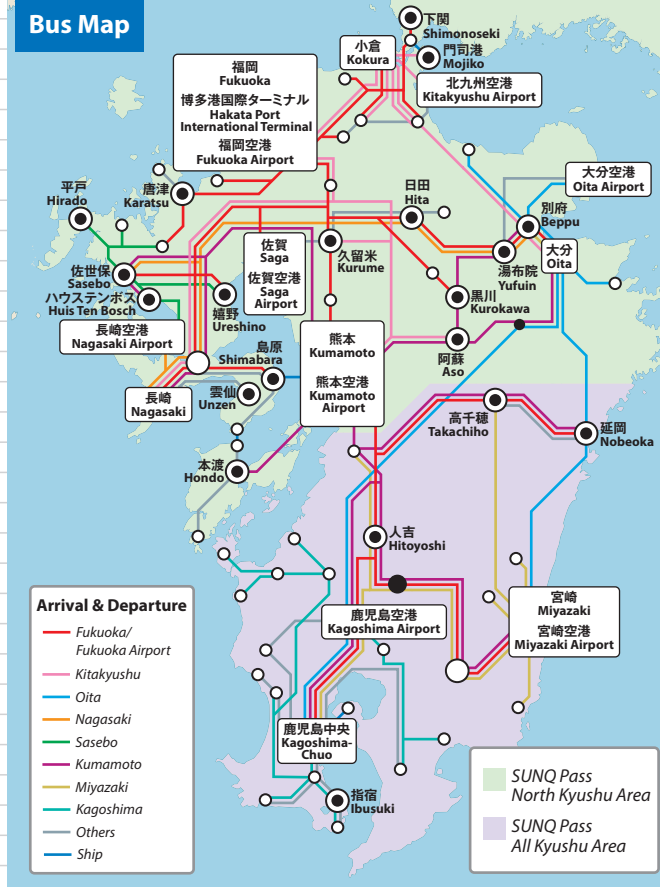 Bus Map
下関
Shimonoseki
小倉
Kokura
門司港
Mojiko
北九州空港
Kitakyushu Airport
福岡
Fukuoka
博多港国際ターミナル
Hakata Port
International Terminal
福岡空港
Fukuoka Airport
平戸
Hirado
唐津
Karatsu
日田
Hita
大分空港
Oita Airport
別府
Beppu
大分
Oita
佐世保
Sasebo
ハウステンボス
Huis Ten Bosch
佐賀
Saga
佐賀空港
Saga
Airport
久留米
Kurume
湯布院
Yufuin
嬉野
Ureshino
黒川
Kurokawa
長崎空港
Nagasaki Airport
島原
Shimabara
熊本
Kumamoto
熊本空港
Kumamoto
Airport
阿蘇
Aso
長崎
Nagasaki
雲仙
Unzen
高千穂
Takachiho
延岡
Nobeoka
本渡
Hondo
人吉
Hitoyoshi
鹿児島空港
Kagoshima Airport
宮崎
Miyazaki
宮崎空港
Miyazaki Airport
鹿児島中央
Kagoshima-
Chuo
指宿
Ibusuki
Arrival & Departure
Fukuoka/
Fukuoka Airport
Kitakyushu
Oita
Nagasaki
Sasebo
Kumamoto
Miyazaki
Kagoshima
Others
Ship
SUNQ Pass
North Kyushu Area
SUNQ Pass
All Kyushu Area